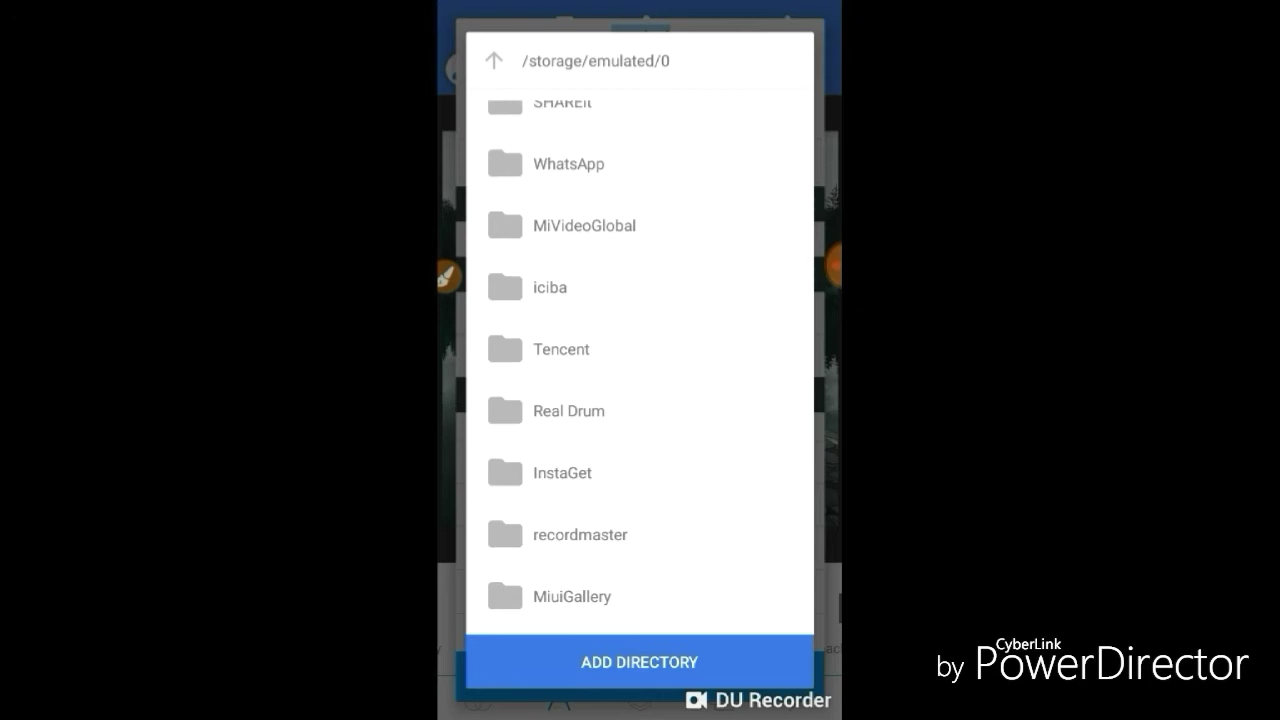 /storage/emulated/0
SHAREit
WhatsApp
MiVideoGlobal
iciba
Tencent
Real Drum
InstaGet
recordmaster
MiuiGallery
ADD DIRECTORY
DU Recorder
CyberLink
by PowerDirector